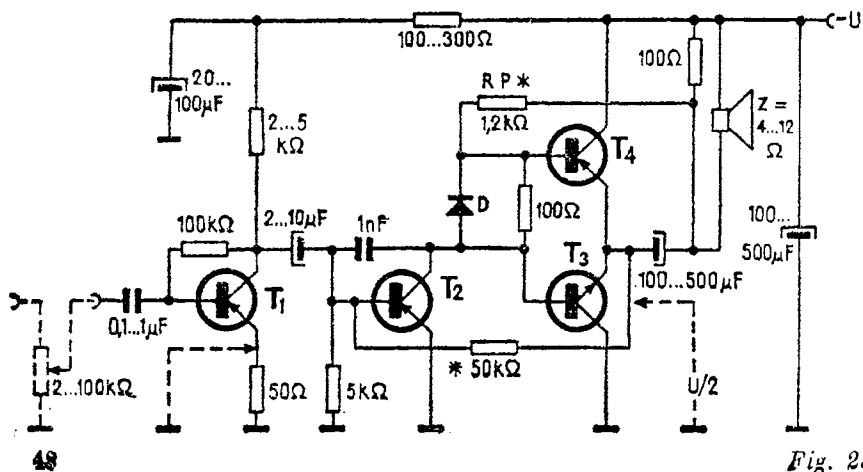 -U
100...300Ω
100Ω
20...
100μF
RP*
1,2kΩ
Z =
4...12
Ω
2...5
kΩ
T4
100kΩ
2...10μF
1nF
D
100Ω
100...
500μF
T1
T2
T3
100...500μF
0,1...1μF
* 50kΩ
U/2
2...100kΩ
50Ω
5kΩ
48
Fig. 2.